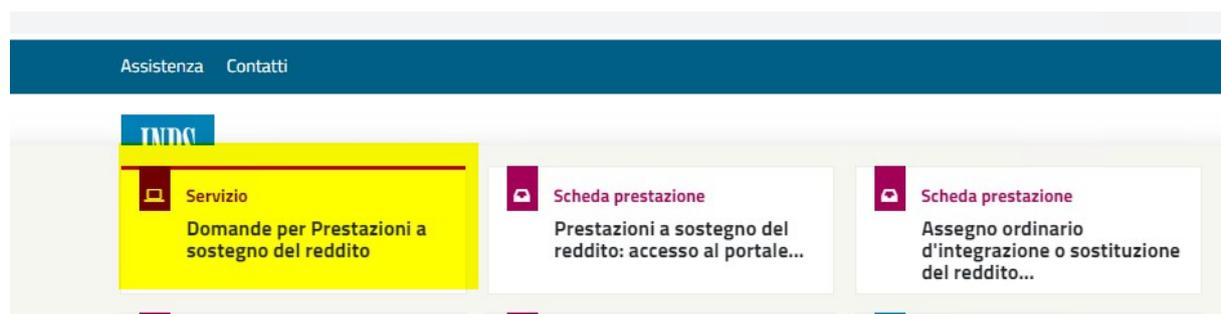 Assistenza Contatti
INPS
Servizio
Domande per Prestazioni a
sostegno del reddito
Scheda prestazione
Prestazioni a sostegno del
reddito: accesso al portale...
Scheda prestazione
Assegno ordinario
d'integrazione o sostituzione
del reddito...